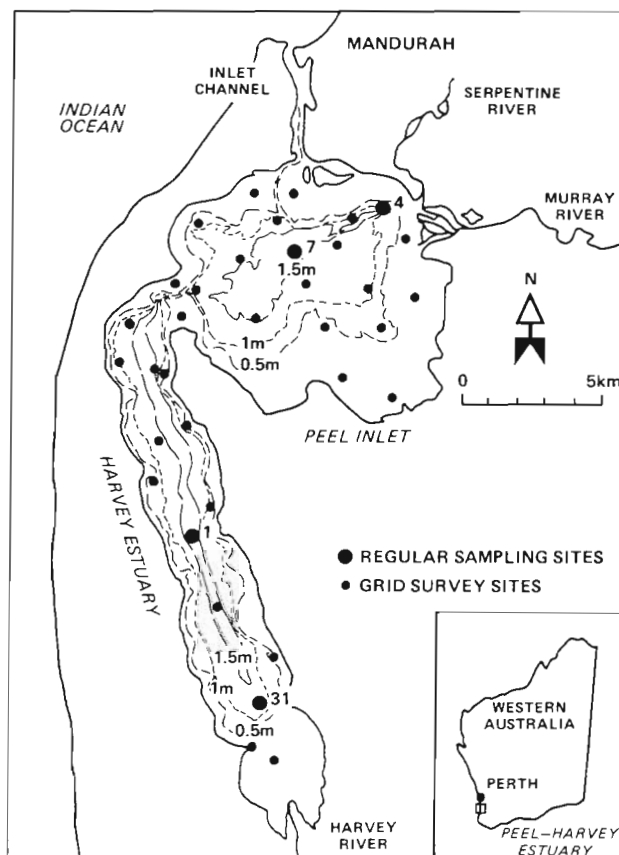 MANDURAH
INLET
CHANNEL
SERPENTINE
RIVER
INDIAN
OCEAN
MURRAY
RIVER
4
7
1.5m
N
1m
0.5m
0 5km
PEEL INLET
HARVEY ESTUARY
1
REGULAR SAMPLING SITES
GRID SURVEY SITES
1.5m
1m
31
0.5m
WESTERN
AUSTRALIA
PERTH
HARVEY
RIVER
PEEL–HARVEY
ESTUARY